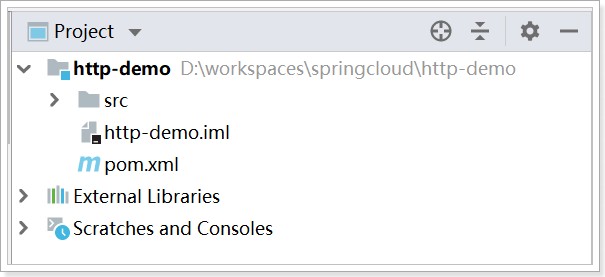 Project
http-demo D:\workspaces\springcloud\http-demo
src
http-demo.iml
pom.xml
External Libraries
Scratches and Consoles